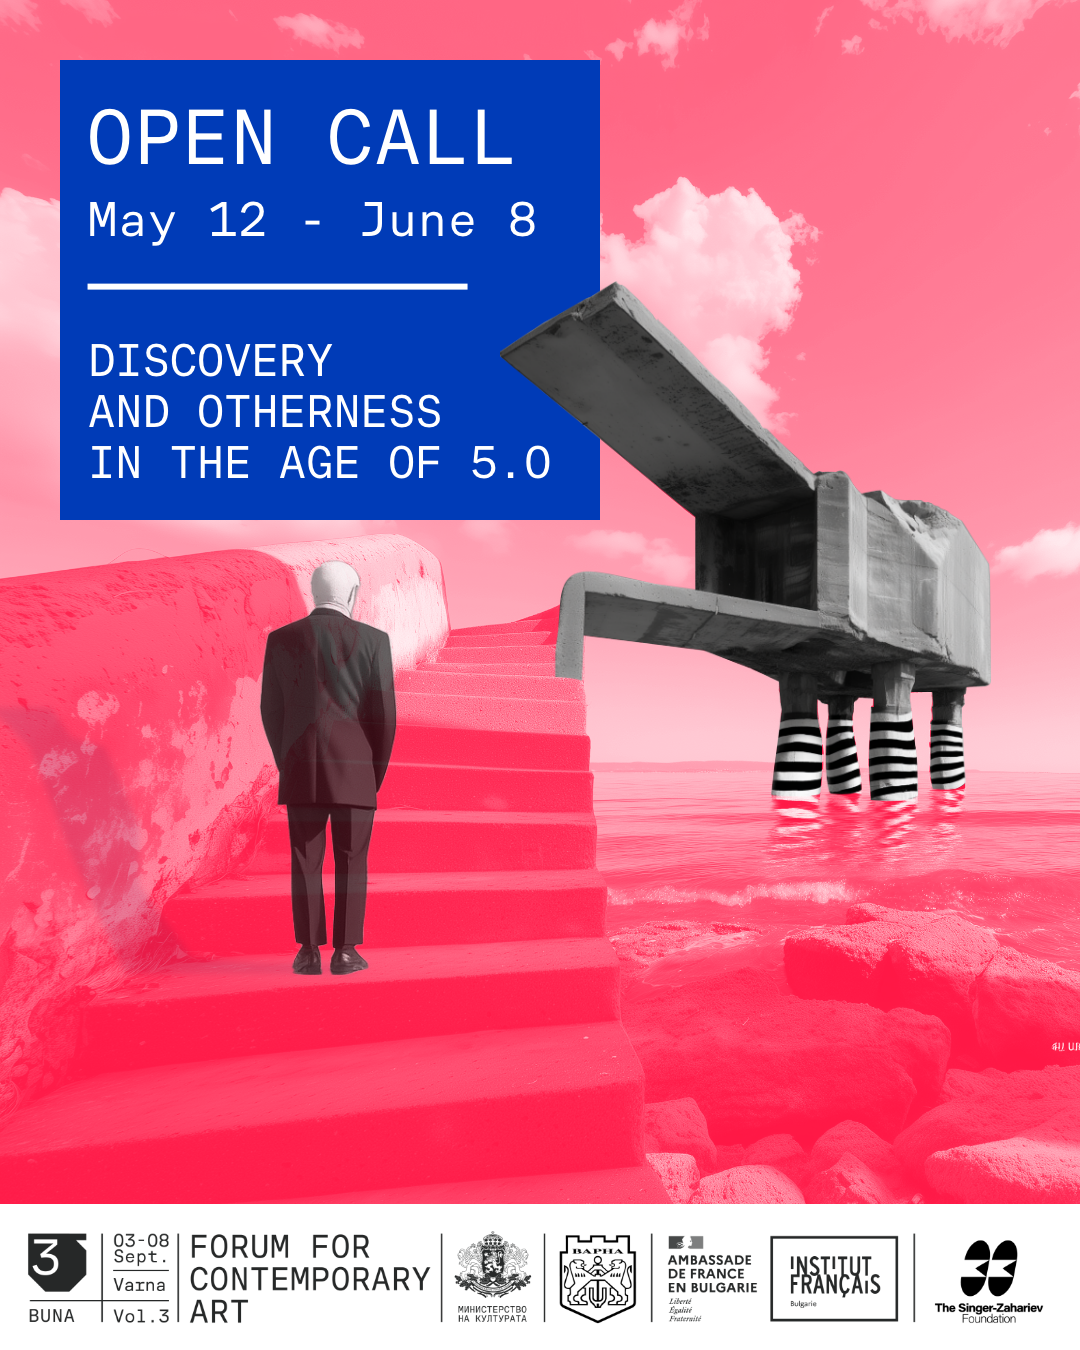 OPEN CALL
May 12 - June 8
DISCOVERY
AND OTHERNESS
IN THE AGE OF 5.0
3
BUNA
03-08
Sept.
Varna
Vol.3
FORUM FOR
CONTEMPORARY
ART
МИНИСТЕРСТВО
НА КУЛТУРАТА
ВАРНА
AMBASSADE
DE FRANCE
EN BULGARIE
Liberté
Égalité
Fraternité
INSTITUT
FRANÇAIS
Bulgarie
The Singer-Zahariev
Foundation